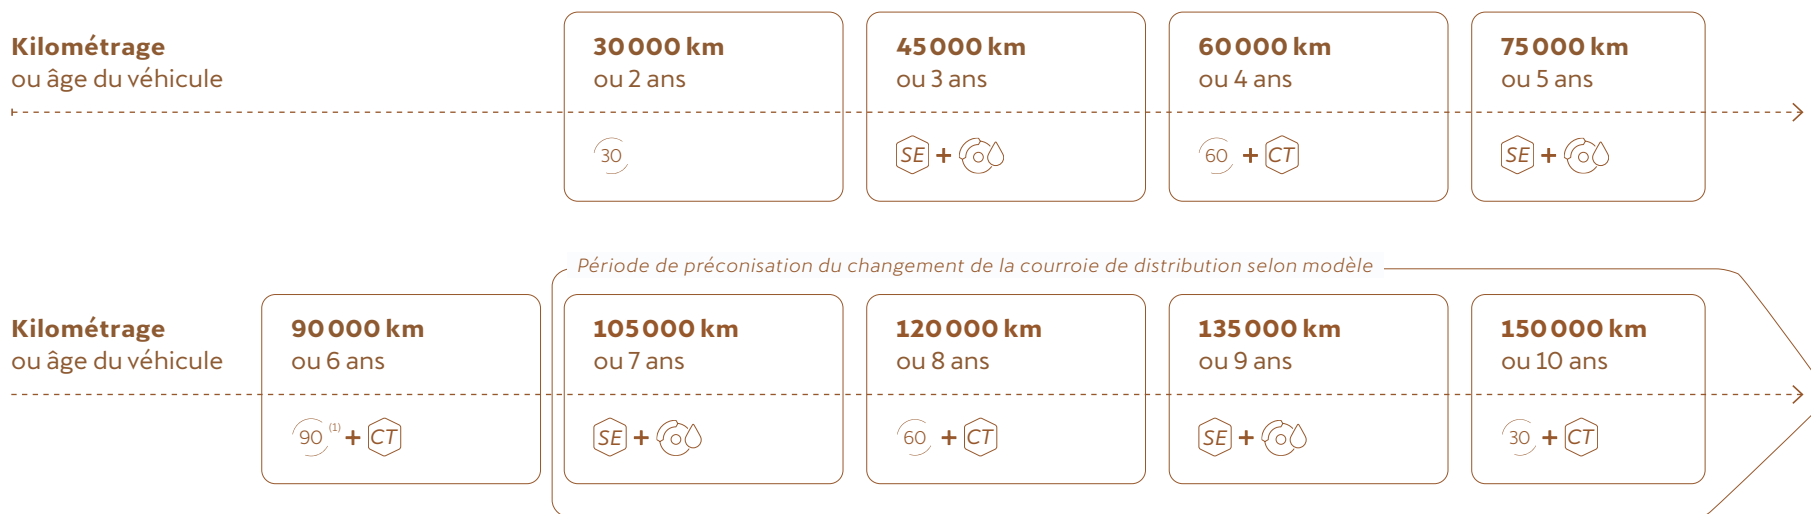 Kilométrage
ou âge du véhicule
30 000 km
ou 2 ans
30
45 000 km
ou 3 ans
SE +
60 000 km
ou 4 ans
60 + CT
75 000 km
ou 5 ans
SE +
Période de préconisation du changement de la courroie de distribution selon modèle
Kilométrage
ou âge du véhicule
90 000 km
ou 6 ans
90 (1) + CT
105 000 km
ou 7 ans
SE +
120 000 km
ou 8 ans
60 + CT
135 000 km
ou 9 ans
SE +
150 000 km
ou 10 ans
30 + CT